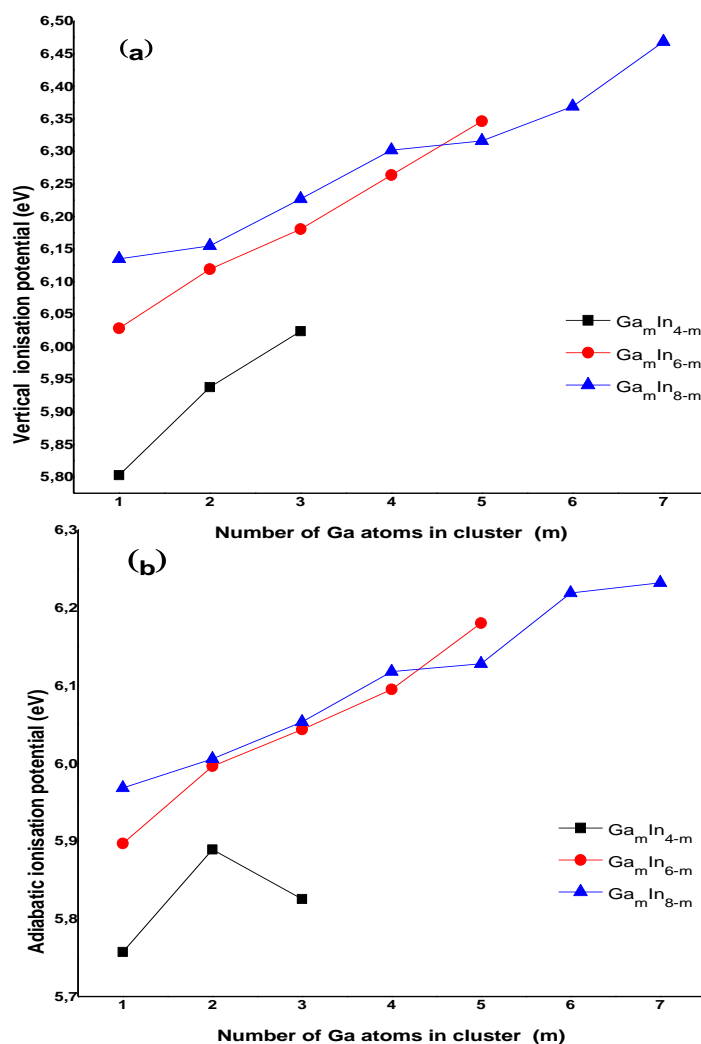 (a)
Vertical ionisation potential (eV)
6,50
6,45
6,40
6,35
6,30
6,25
6,20
6,15
6,10
6,05
6,00
5,95
5,90
5,85
5,80
GamIn4-m
GamIn6-m
GamIn8-m
1 2 3 4 5 6 7
Number of Ga atoms in cluster (m)
(b)
Adiabatic ionisation potential (eV)
6,3
6,2
6,1
6,0
5,9
5,8
5,7
GamIn4-m
GamIn6-m
GamIn8-m
1 2 3 4 5 6 7
Number of Ga atoms in cluster (m)